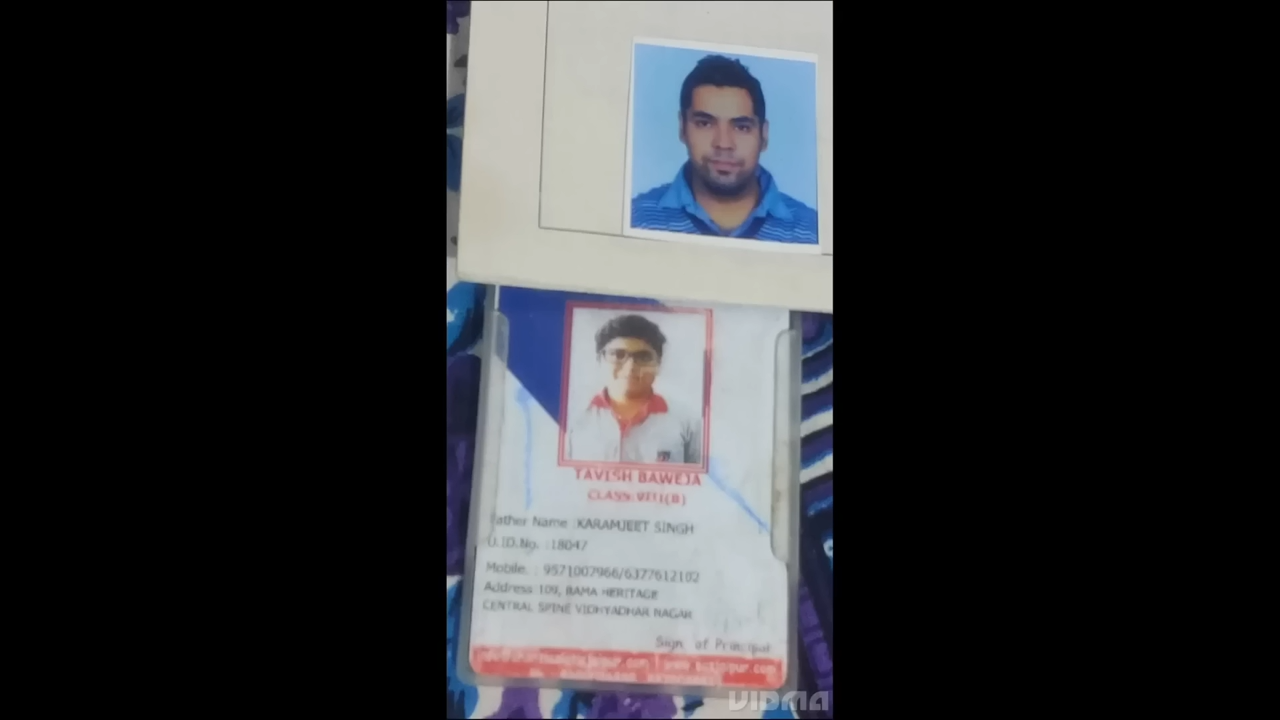 TAVISH BAWEJA
CLASS: VIII(B)
Father Name :KARAMJEET SINGH
U.ID.No. :18047
Mobile. : 9571007966/6377612102
Address 109, BAMA HERITAGE
CENTRAL SPINE VIDHYADHAR NAGAR
Sign. of Principal
VIDMA